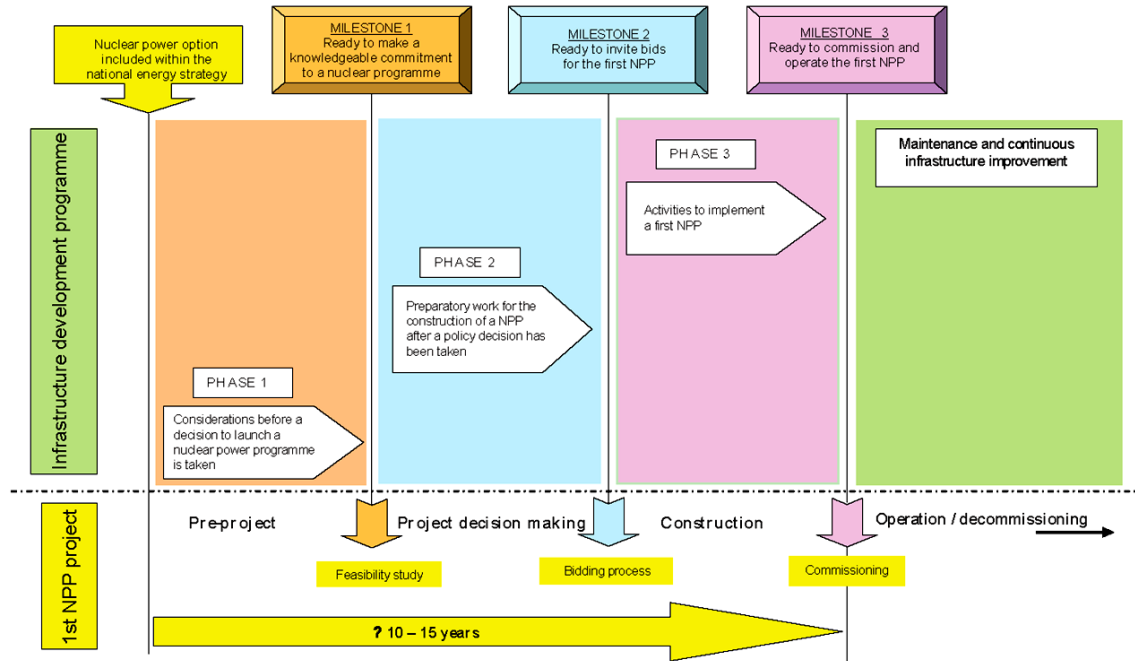 Nuclear power option
included within the
national energy strategy
MILESTONE 1
Ready to make a
knowledgeable commitment
to a nuclear programme
MILESTONE 2
Ready to invite bids
for the first NPP
MILESTONE 3
Ready to commission and
operate the first NPP
Infrastructure development programme
PHASE 1
Considerations before a
decision to launch a
nuclear power programme
is taken
PHASE 2
Preparatory work for the
construction of a NPP
after a policy decision has
been taken
PHASE 3
Activities to implement
a first NPP
Maintenance and continuous
infrastructure improvement
1st NPP project
Pre-project
Project decision making
Construction
Operation / decommissioning
Feasibility study
Bidding process
Commissioning
? 10 – 15 years